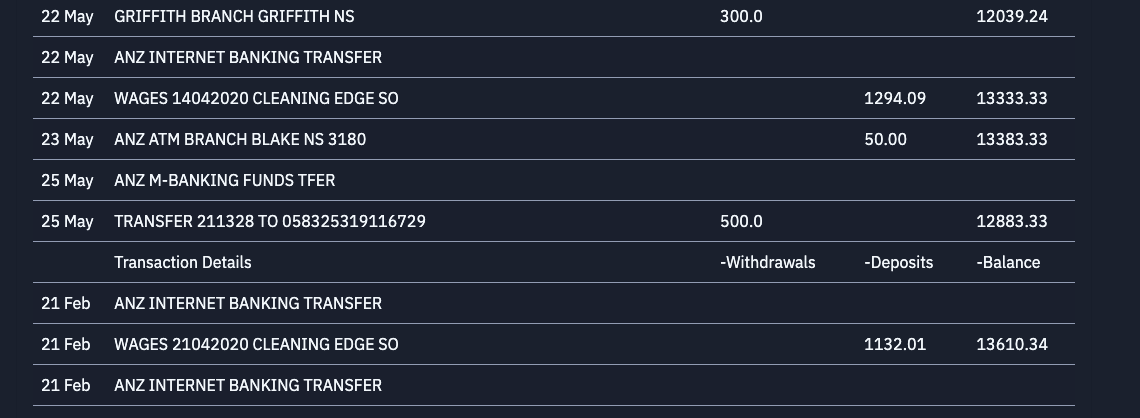 22 May GRIFFITH BRANCH GRIFFITH NS 300.0 12039.24
22 May ANZ INTERNET BANKING TRANSFER
22 May WAGES 14042020 CLEANING EDGE SO 1294.09 13333.33
23 May ANZ ATM BRANCH BLAKE NS 3180 50.00 13383.33
25 May ANZ M-BANKING FUNDS TFER
25 May TRANSFER 211328 TO 058325319116729 500.0 12883.33
Transaction Details -Withdrawals -Deposits -Balance
21 Feb ANZ INTERNET BANKING TRANSFER
21 Feb WAGES 21042020 CLEANING EDGE SO 1132.01 13610.34
21 Feb ANZ INTERNET BANKING TRANSFER